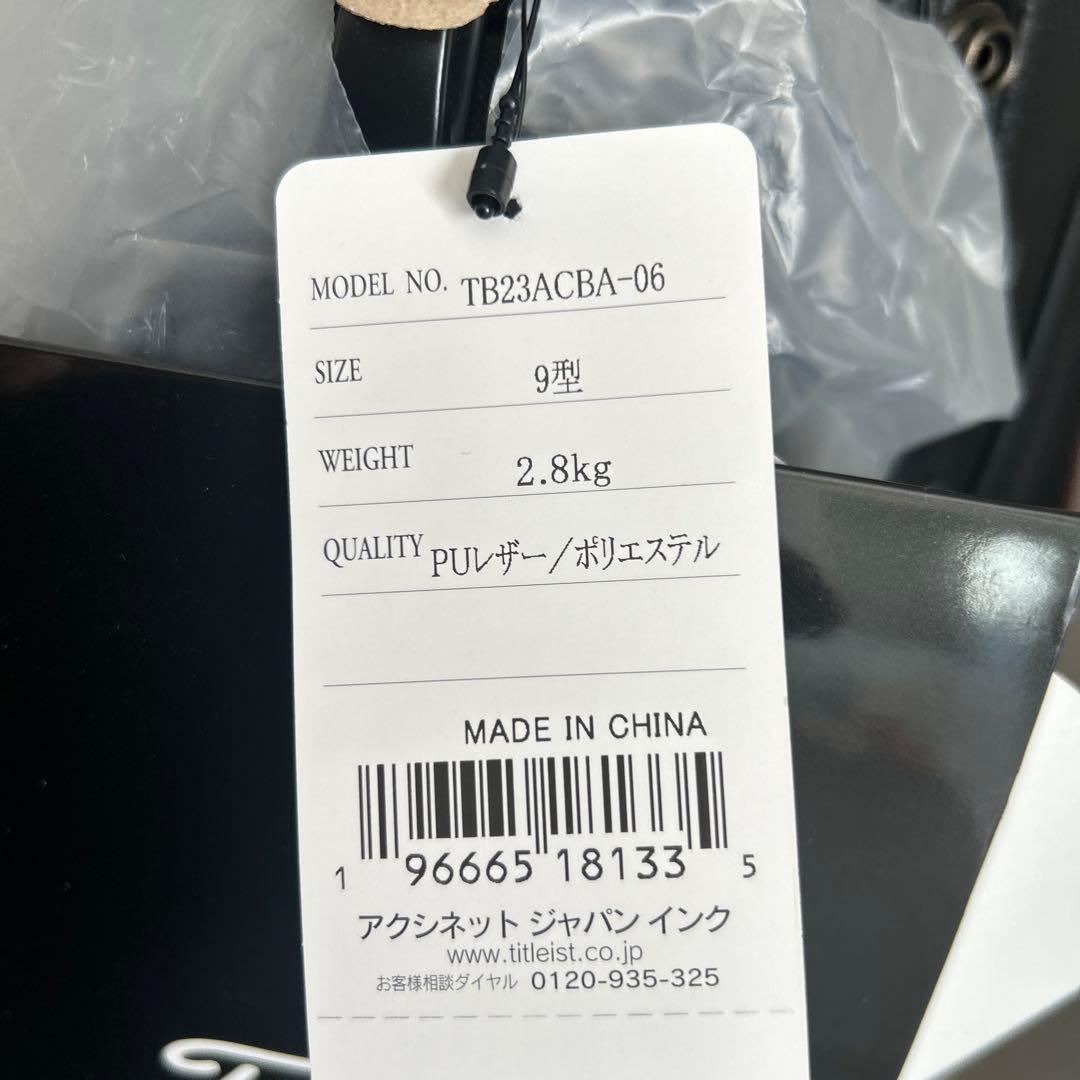 MODEL NO. TB23ACBA-06
SIZE 9型
WEIGHT 2.8kg
QUALITY PUレザー/ポリエステル
MADE IN CHINA
1 96665 18133 5
アクシネット ジャパン インク
www.titleist.co.jp
お客様相談ダイヤル 0120-935-325